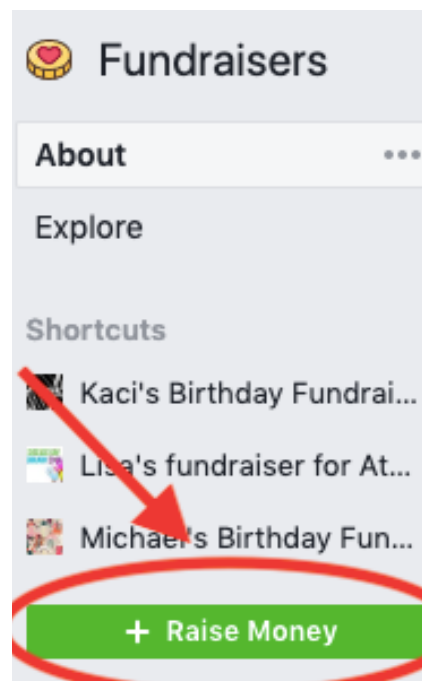 Fundraisers
About
Explore
Shortcuts
Kaci's Birthday Fundrai...
Lisa's fundraiser for At...
Michael's Birthday Fun...
+ Raise Money